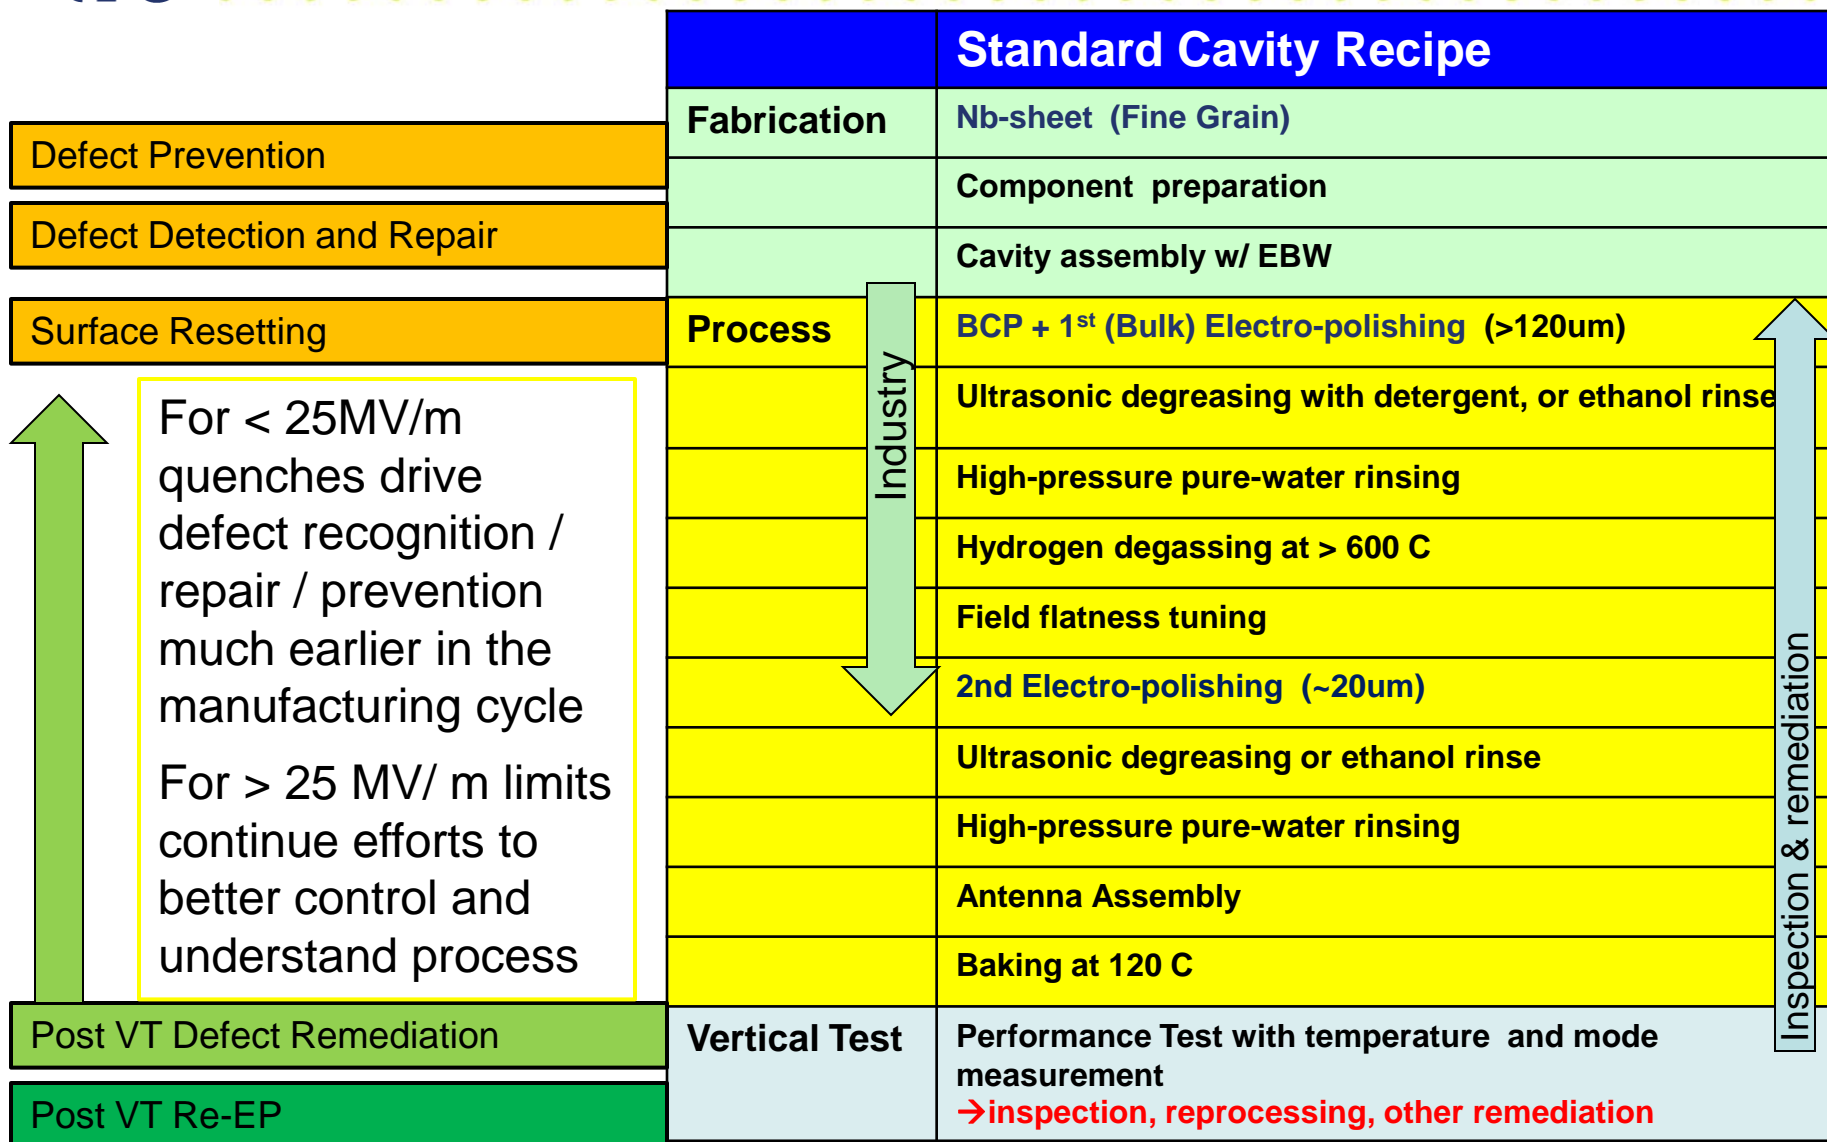 Standard Cavity Recipe
Fabrication
Nb-sheet (Fine Grain)
Component preparation
Cavity assembly w/ EBW
Process
BCP + 1st (Bulk) Electro-polishing (>120um)
Ultrasonic degreasing with detergent, or ethanol rinse
High-pressure pure-water rinsing
Hydrogen degassing at > 600 C
Field flatness tuning
2nd Electro-polishing (~20um)
Ultrasonic degreasing or ethanol rinse
High-pressure pure-water rinsing
Antenna Assembly
Baking at 120 C
Vertical Test
Performance Test with temperature and mode
measurement
→inspection, reprocessing, other remediation
Industry
Inspection & remediation
Defect Prevention
Defect Detection and Repair
Surface Resetting
For < 25MV/m
quenches drive
defect recognition /
repair / prevention
much earlier in the
manufacturing cycle
For > 25 MV/ m limits
continue efforts to
better control and
understand process
Post VT Defect Remediation
Post VT Re-EP